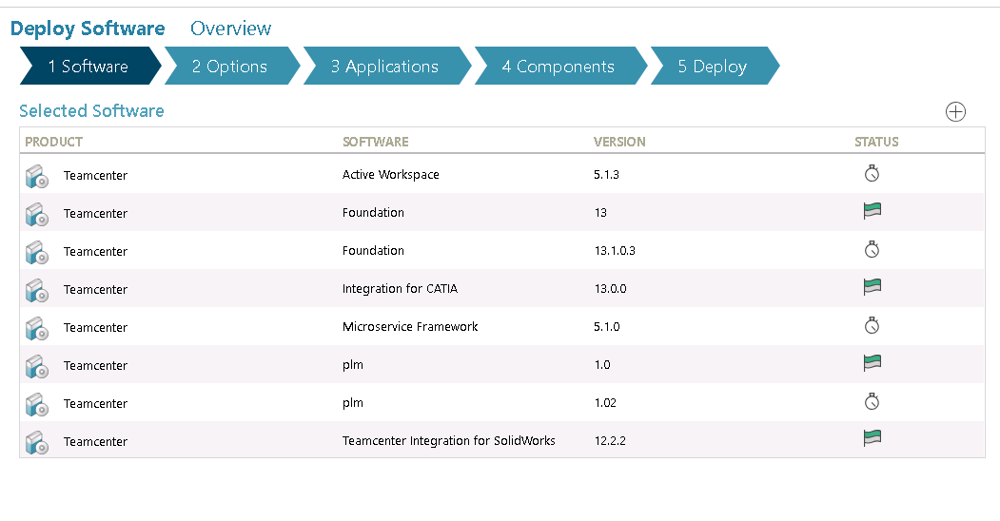 Deploy Software Overview
1 Software 2 Options 3 Applications 4 Components 5 Deploy
Selected Software
PRODUCT SOFTWARE VERSION STATUS
Teamcenter Active Workspace 5.1.3
Teamcenter Foundation 13
Teamcenter Foundation 13.1.0.3
Teamcenter Integration for CATIA 13.0.0
Teamcenter Microservice Framework 5.1.0
Teamcenter plm 1.0
Teamcenter plm 1.02
Teamcenter Teamcenter Integration for SolidWorks 12.2.2